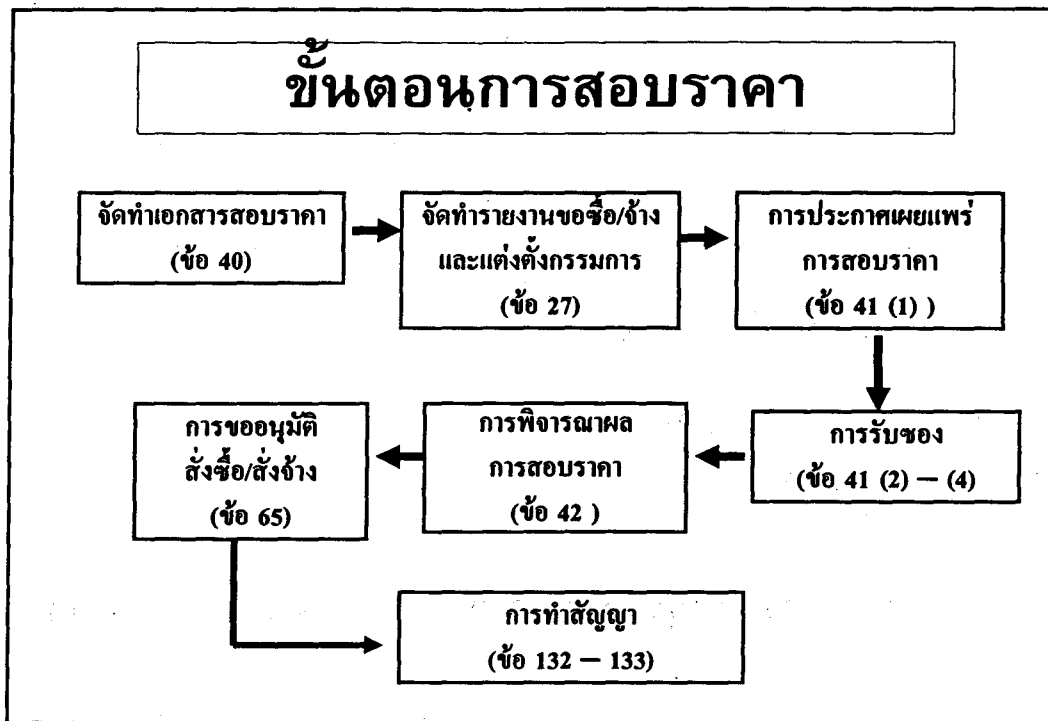 ขั้นตอนการสอบราคา
จัดทำเอกสารสอบราคา
(ข้อ 40)
จัดทำรายงานขอซื้อ/จ้าง
และแต่งตั้งกรรมการ
(ข้อ 27)
การประกาศเผยแพร่
การสอบราคา
(ข้อ 41 (1) )
การรับซอง
(ข้อ 41 (2) — (4)
การพิจารณาผล
การสอบราคา
(ข้อ 42 )
การขออนุมัติ
สั่งซื้อ/สั่งจ้าง
(ข้อ 65)
การทำสัญญา
(ข้อ 132 — 133)